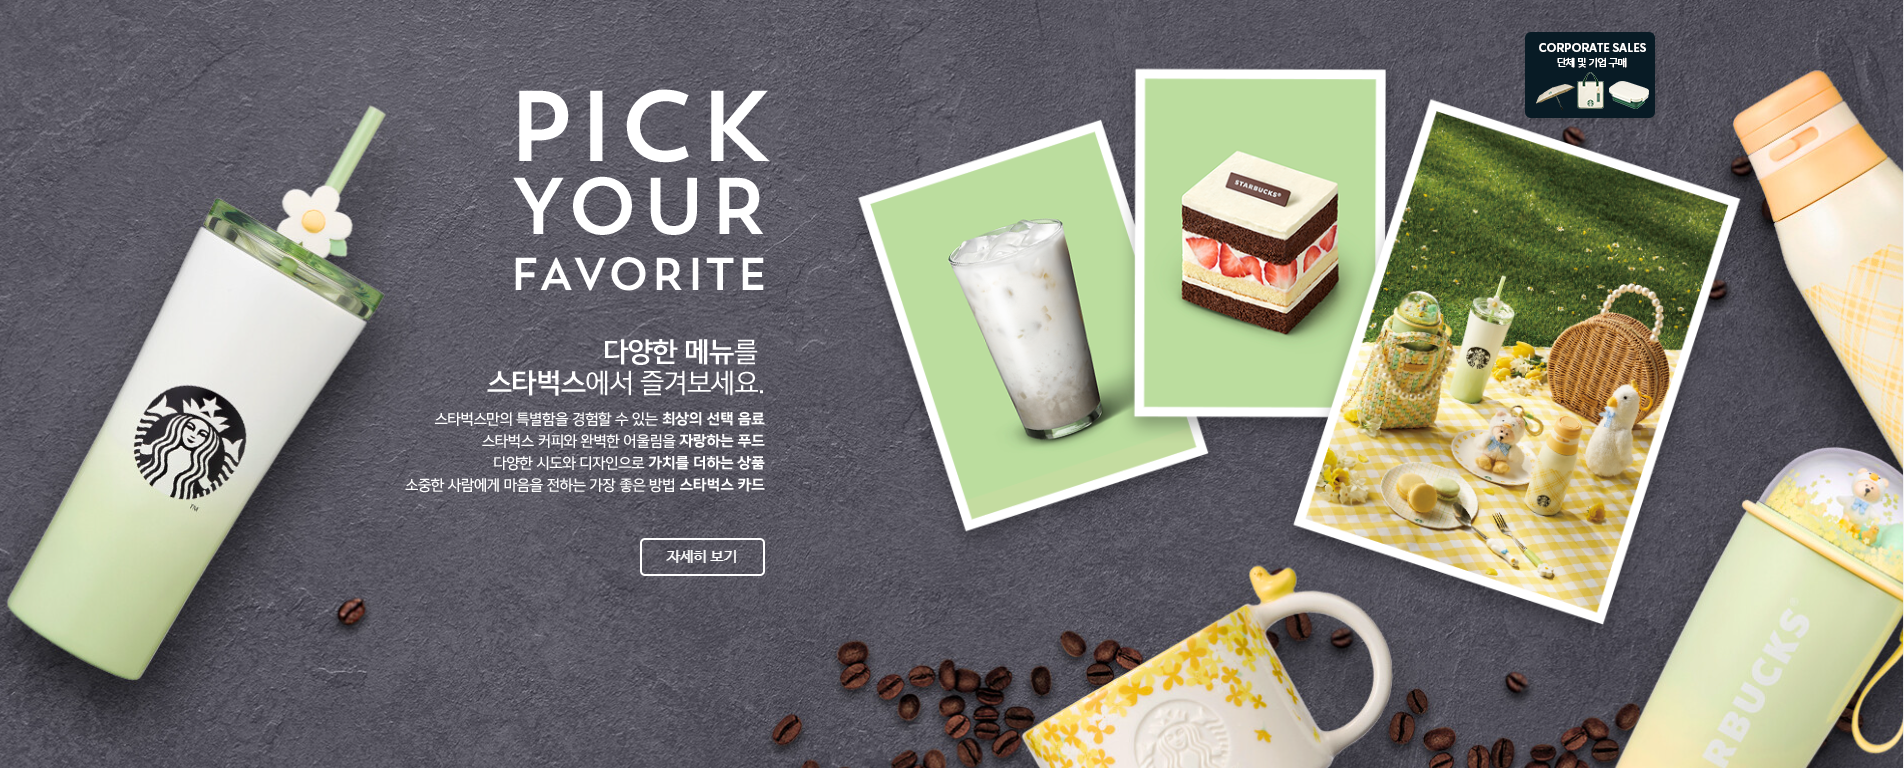 PICK
YOUR
FAVORITE
다양한 메뉴를
스타벅스에서 즐겨보세요.
스타벅스만의 특별함을 경험할 수 있는 최상의 선택 음료
스타벅스 커피와 완벽한 어울림을 자랑하는 푸드
다양한 시도와 디자인으로 가치를 더하는 상품
소중한 사람에게 마음을 전하는 가장 좋은 방법 스타벅스 카드
자세히 보기
TM
STARBUCKS®
CORPORATE SALES
단체 및 기업 구매
RBUCKS